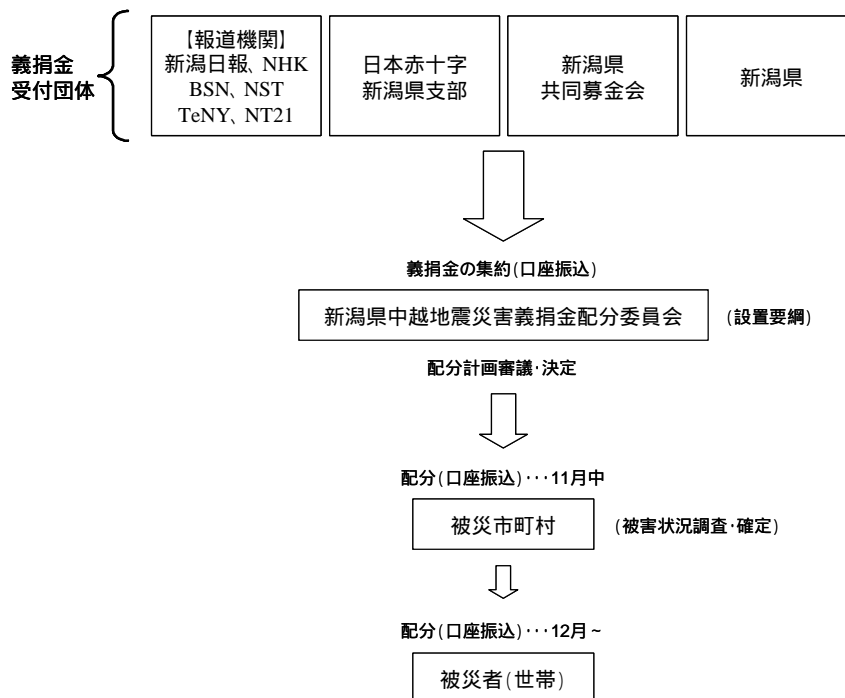 義捐金
受付団体
【報道機関】
新潟日報、NHK
BSN、NST
TeNY、NT21
日本赤十字
新潟県支部
新潟県
共同募金会
新潟県
義捐金の集約(口座振込)
新潟県中越地震災害義捐金配分委員会
(設置要綱)
配分計画審議・決定
配分(口座振込)・・・11月中
被災市町村
(被害状況調査・確定)
配分(口座振込)・・・12月~
被災者(世帯)